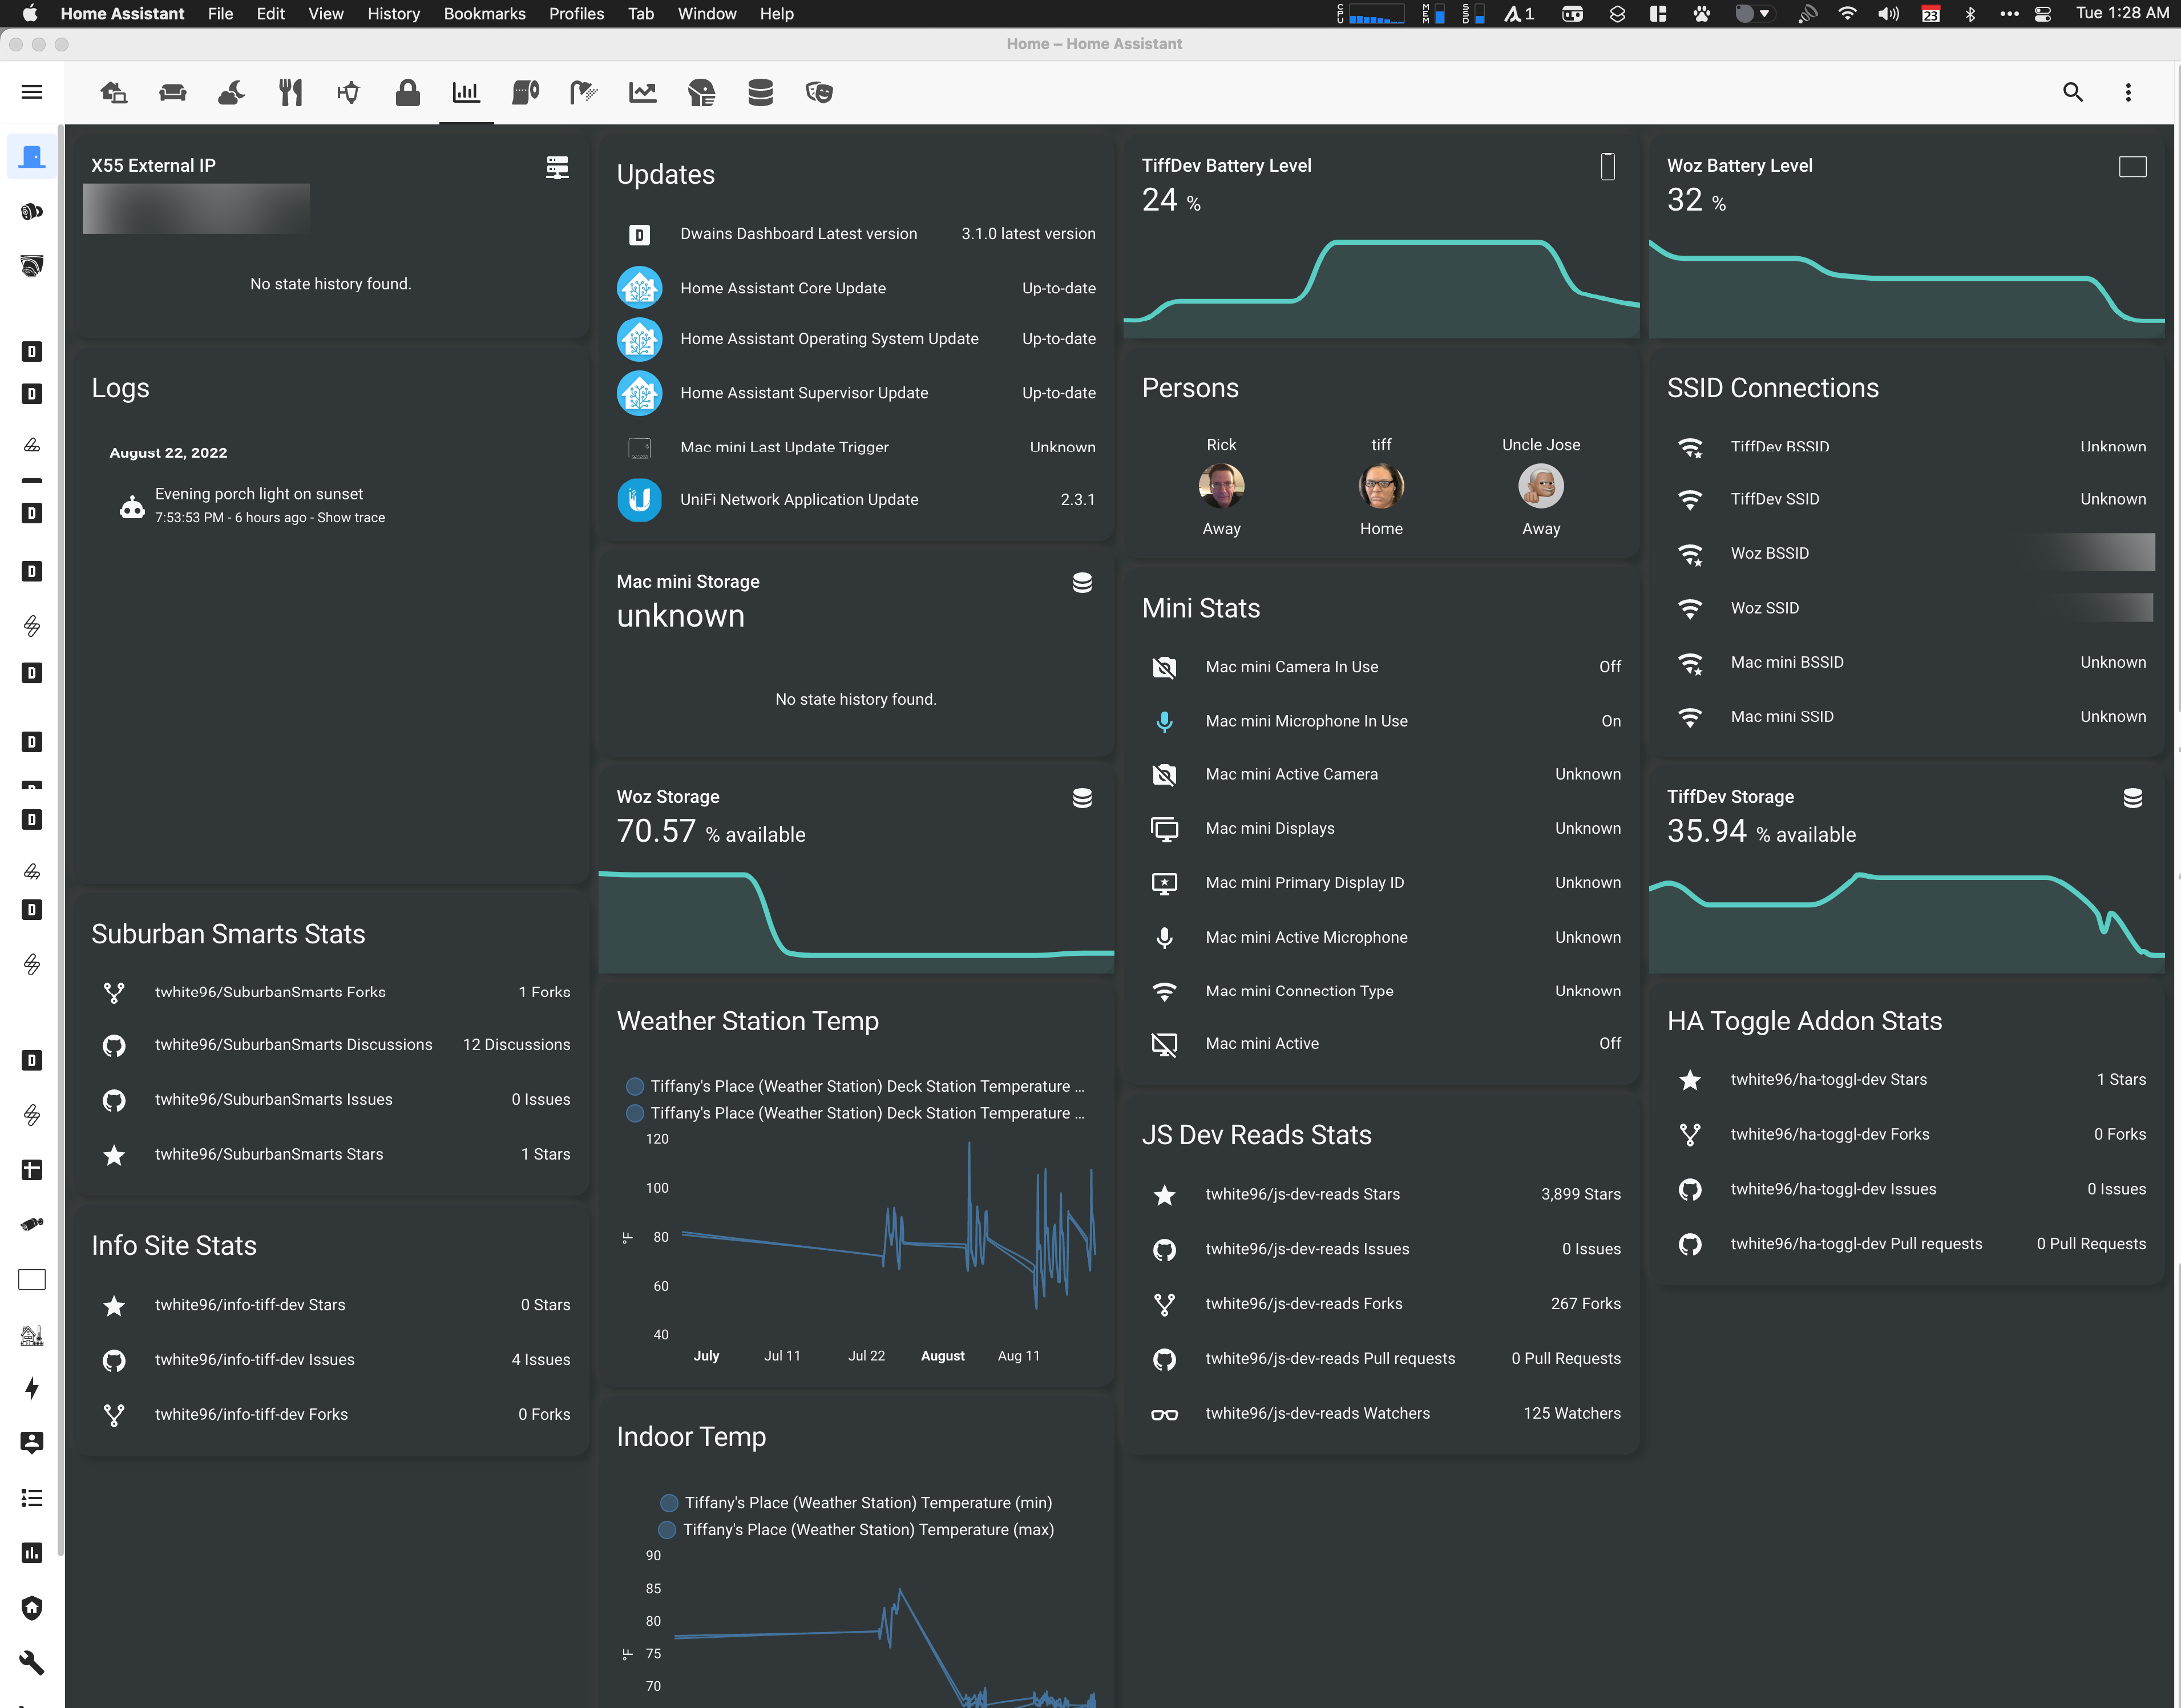 Home Assistant File Edit View History Bookmarks Profiles Tab Window Help
CPU MEM SSD 1 23 Tue 1:28 AM
Home – Home Assistant
X55 External IP
No state history found.
Logs
August 22, 2022
Evening porch light on sunset
7:53:53 PM - 6 hours ago - Show trace
Suburban Smarts Stats
twhite96/SuburbanSmarts Forks 1 Forks
twhite96/SuburbanSmarts Discussions 12 Discussions
twhite96/SuburbanSmarts Issues 0 Issues
twhite96/SuburbanSmarts Stars 1 Stars
Info Site Stats
twhite96/info-tiff-dev Stars 0 Stars
twhite96/info-tiff-dev Issues 4 Issues
twhite96/info-tiff-dev Forks 0 Forks
Updates
D Dwains Dashboard Latest version 3.1.0 latest version
Home Assistant Core Update Up-to-date
Home Assistant Operating System Update Up-to-date
Home Assistant Supervisor Update Up-to-date
Mac mini Last Update Trigger Unknown
UniFi Network Application Update 2.3.1
Mac mini Storage
unknown
No state history found.
Woz Storage
70.57 % available
Weather Station Temp
Tiffany's Place (Weather Station) Deck Station Temperature ...
Tiffany's Place (Weather Station) Deck Station Temperature ...
120
100
°F 80
60
40
July Jul 11 Jul 22 August Aug 11
Indoor Temp
Tiffany's Place (Weather Station) Temperature (min)
Tiffany's Place (Weather Station) Temperature (max)
90
85
80
°F 75
70
TiffDev Battery Level
24 %
Persons
Rick tiff Uncle Jose
Away Home Away
Mini Stats
Mac mini Camera In Use Off
Mac mini Microphone In Use On
Mac mini Active Camera Unknown
Mac mini Displays Unknown
Mac mini Primary Display ID Unknown
Mac mini Active Microphone Unknown
Mac mini Connection Type Unknown
Mac mini Active Off
JS Dev Reads Stats
twhite96/js-dev-reads Stars 3,899 Stars
twhite96/js-dev-reads Issues 0 Issues
twhite96/js-dev-reads Forks 267 Forks
twhite96/js-dev-reads Pull requests 0 Pull Requests
twhite96/js-dev-reads Watchers 125 Watchers
Woz Battery Level
32 %
SSID Connections
TiffDev BSSID Unknown
TiffDev SSID Unknown
Woz BSSID
Woz SSID
Mac mini BSSID Unknown
Mac mini SSID Unknown
TiffDev Storage
35.94 % available
HA Toggle Addon Stats
twhite96/ha-toggl-dev Stars 1 Stars
twhite96/ha-toggl-dev Forks 0 Forks
twhite96/ha-toggl-dev Issues 0 Issues
twhite96/ha-toggl-dev Pull requests 0 Pull Requests
D
D
D
D
D
D
D
D
D